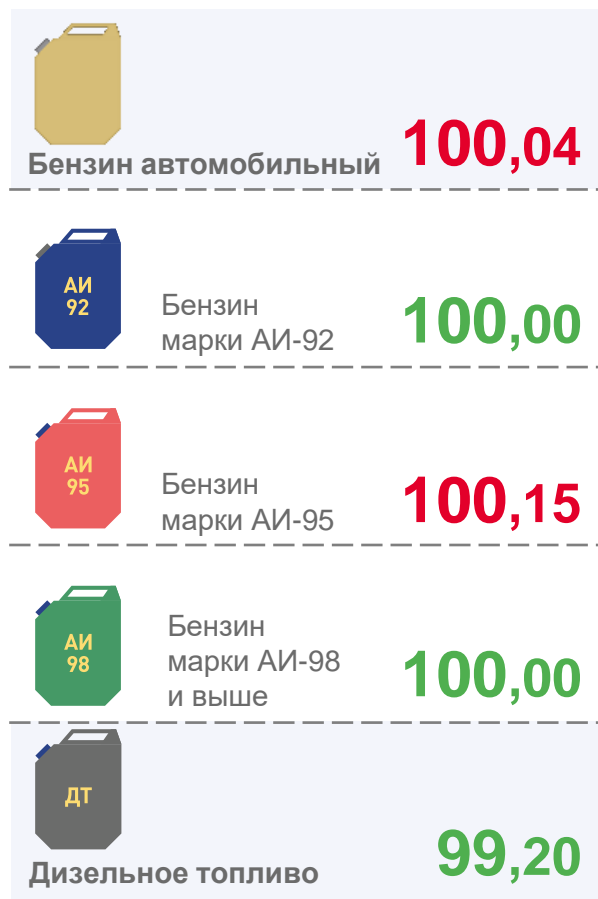 Бензин автомобильный
100,04
АИ
92
Бензин
марки АИ-92
100,00
АИ
95
Бензин
марки АИ-95
100,15
АИ
98
Бензин
марки АИ-98
и выше
100,00
ДТ
Дизельное топливо
99,20